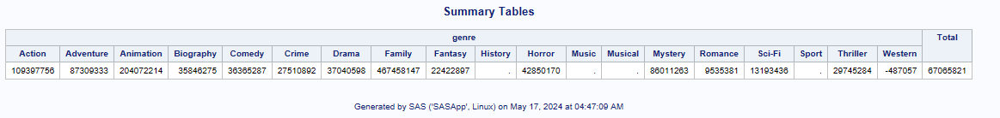 Summary Tables
genre Total
Action Adventure Animation Biography Comedy Crime Drama Family Fantasy History Horror Music Musical Mystery Romance Sci-Fi Sport Thriller Western
109397756 87309333 204072214 35846275 36365287 27510892 37040598 467458147 22422897 . 42850170 . . 86011263 9535381 13193436 . 29745284 -487057 67065821
Generated by SAS ('SASApp', Linux) on May 17, 2024 at 04:47:09 AM